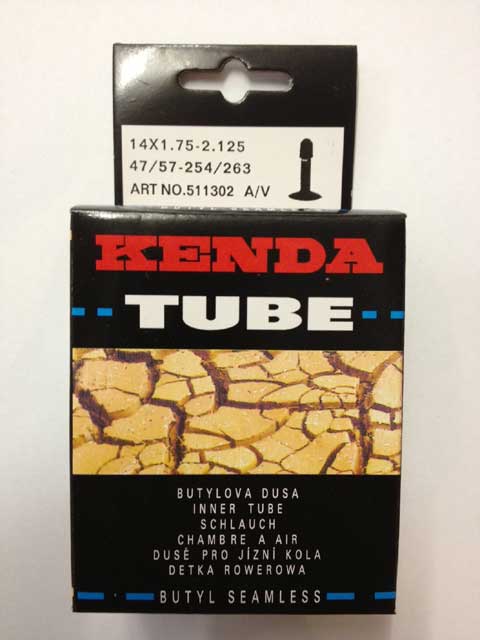 14X1.75-2.125
47/57-254/263
ART NO.511302 A/V
KENDA
TUBE
BUTYLOVA DUSA
INNER TUBE
SCHLAUCH
CHAMBRE A AIR
DUSĚ PRO JÍZNÍ KOLA
DETKA ROWEROWA
BUTYL SEAMLESS